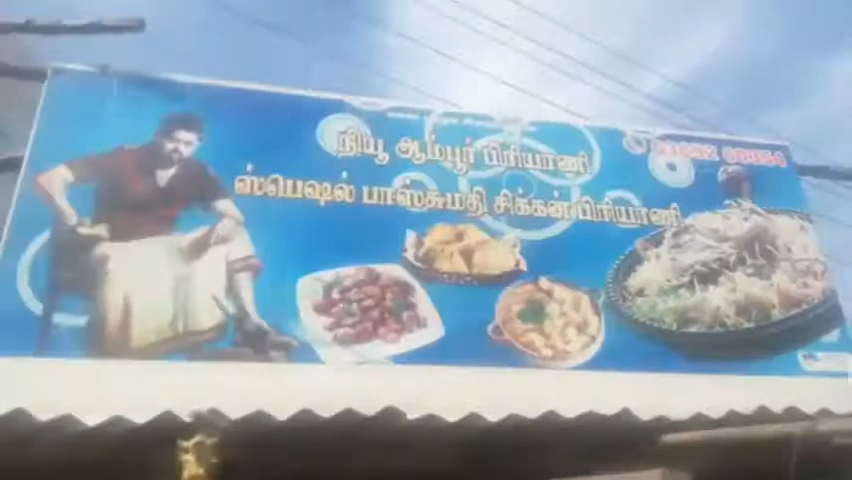 நியூ ஆம்பூர் பிரியாணி
ஸ்பெஷல் பாஸ்சுமதி சிக்கன் பிரியாணி